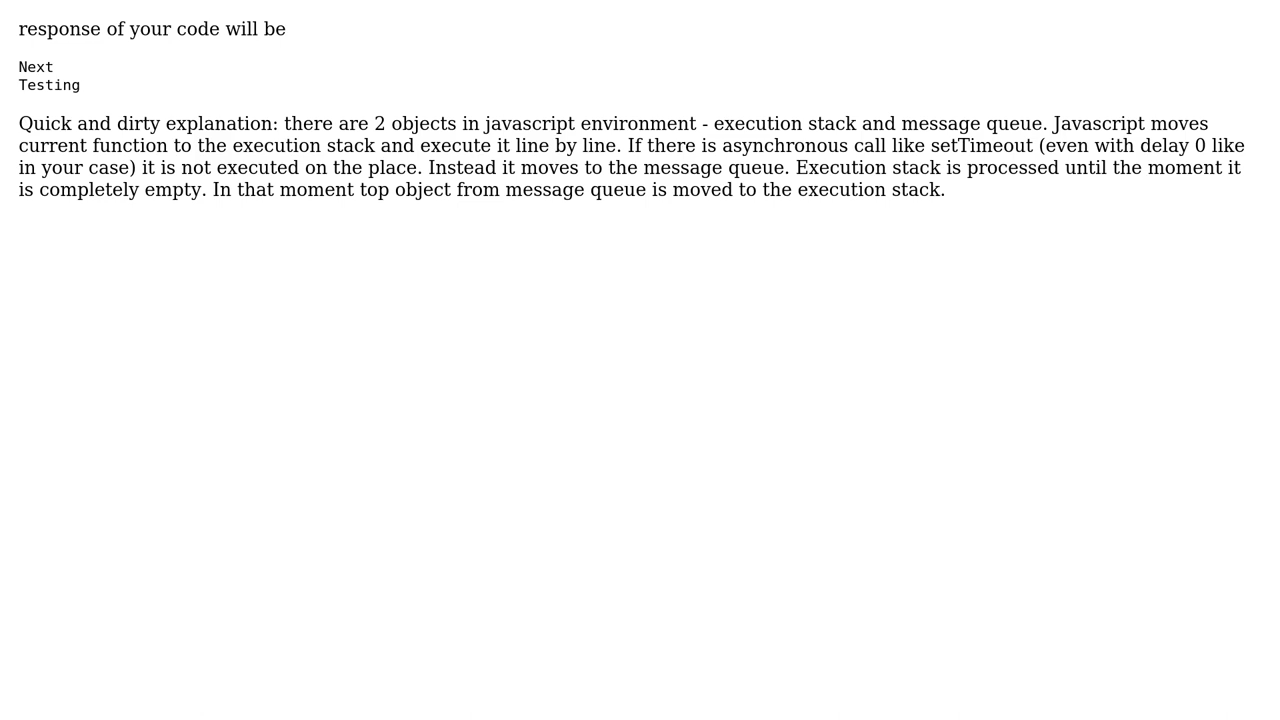 response of your code will be
Next
Testing
Quick and dirty explanation: there are 2 objects in javascript environment - execution stack and message queue. Javascript moves
current function to the execution stack and execute it line by line. If there is asynchronous call like setTimeout (even with delay 0 like
in your case) it is not executed on the place. Instead it moves to the message queue. Execution stack is processed until the moment it
is completely empty. In that moment top object from message queue is moved to the execution stack.